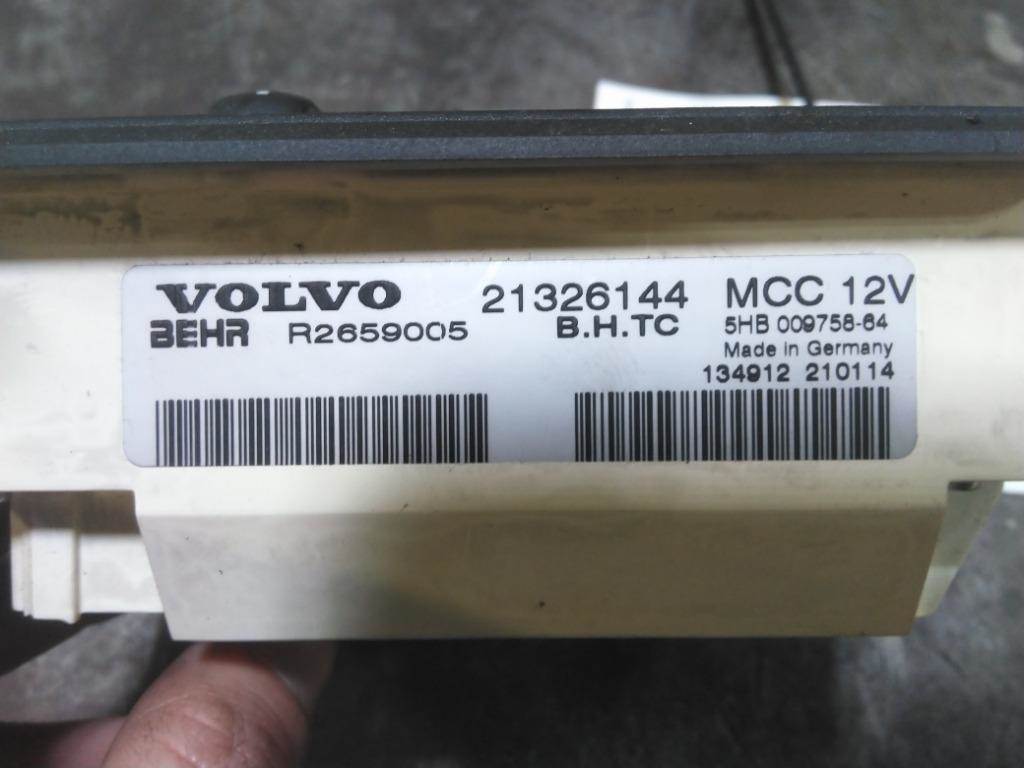 VOLVO 21326144 MCC 12V
BEHR R2659005 B.H.TC 5HB 009758-64
Made in Germany
134912 210114